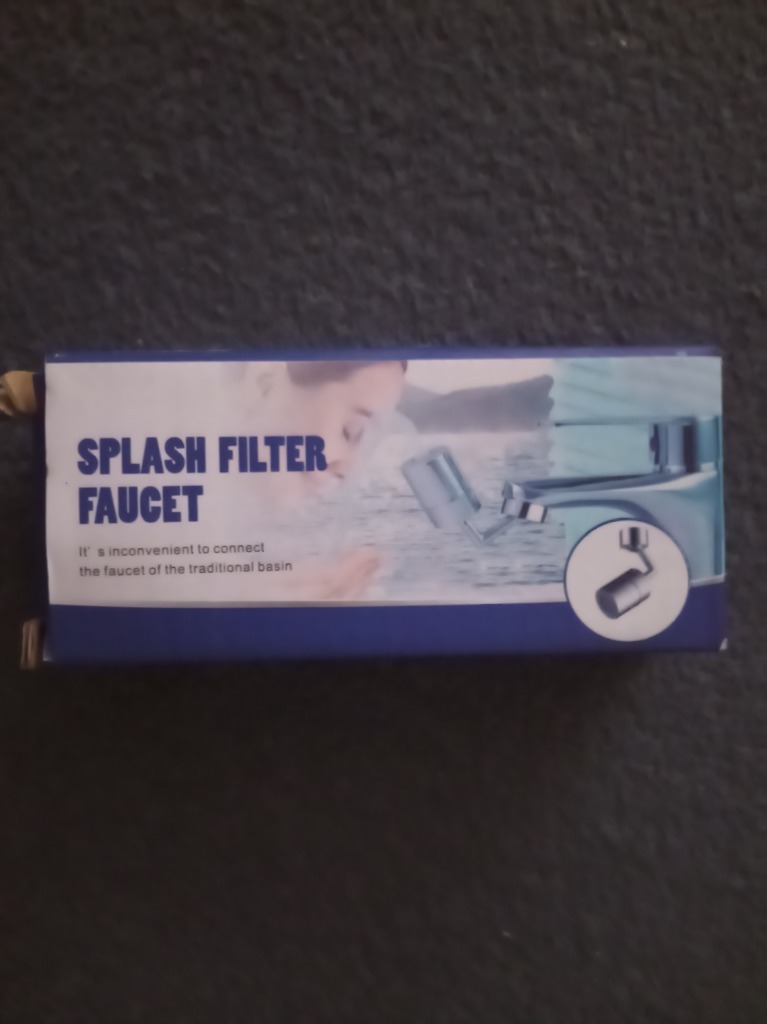 SPLASH FILTER
FAUCET
It' s inconvenient to connect
the faucet of the traditional basin